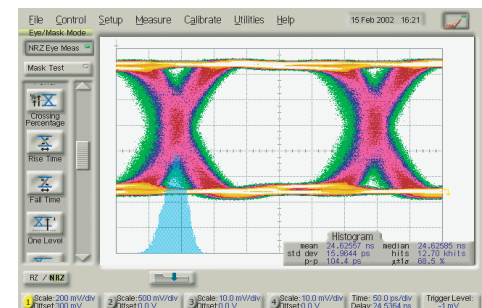 File Control Setup Measure Calibrate Utilities Help 15 Feb 2002 16:21
Eye/Mask Mode
NRZ Eye Meas
Mask Test
Crossing
Percentage
Rise Time
Fall Time
One Level
Histogram
mean 24.62557 ns median 24.62585 ns
std dev 15.9644 ps hits 12.70 khits
p-p 104.4 ps μ±1σ 68.5 %
RZ / NRZ
1 Scale: 200 mV/div
Offset: 300 mV
2 Scale: 500 mV/div
Offset: 0.0 V
3 Scale: 10.0 mV/div
Offset: 0.0 V
4 Scale: 10.0 mV/div
Offset: 0.0 V
Time: 50.0 ps/div
Delay: 24.5364 ns
Trigger Level:
-1 mV